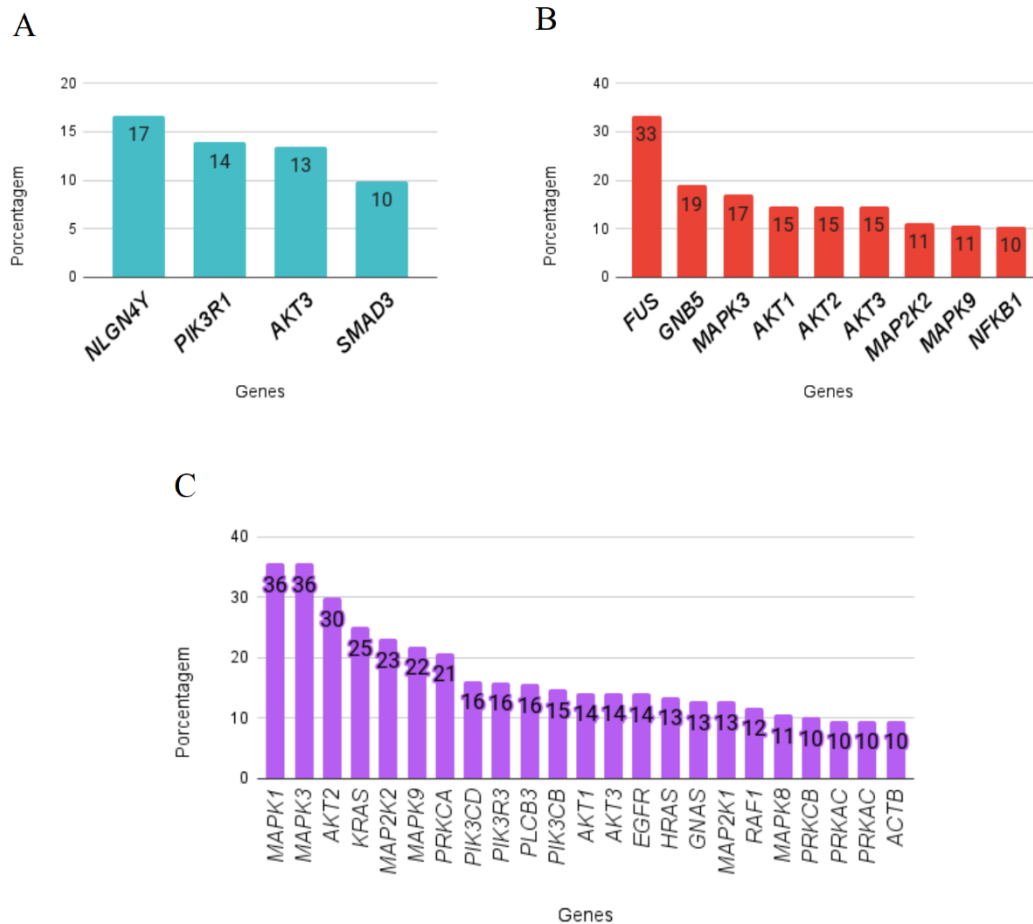 A
Porcentagem
20
15
10
5
0
17
14
13
10
NLGN4Y
PIK3R1
AKT3
SMAD3
Genes
B
Porcentagem
40
30
20
10
0
33
19
17
15
15
15
11
11
10
FUS
GNB5
MAPK3
AKT1
AKT2
AKT3
MAP2K2
MAPK9
NFKB1
Genes
C
Porcentagem
40
30
20
10
0
36
36
30
25
23
22
21
16
16
16
15
14
14
14
13
13
13
12
11
10
10
10
10
MAPK1
MAPK3
AKT2
KRAS
MAP2K2
MAPK9
PRKCA
PIK3CD
PIK3R3
PLCB3
PIK3CB
AKT1
AKT3
EGFR
HRAS
GNAS
MAP2K1
RAF1
MAPK8
PRKCB
PRKAC
PRKAC
ACTB
Genes